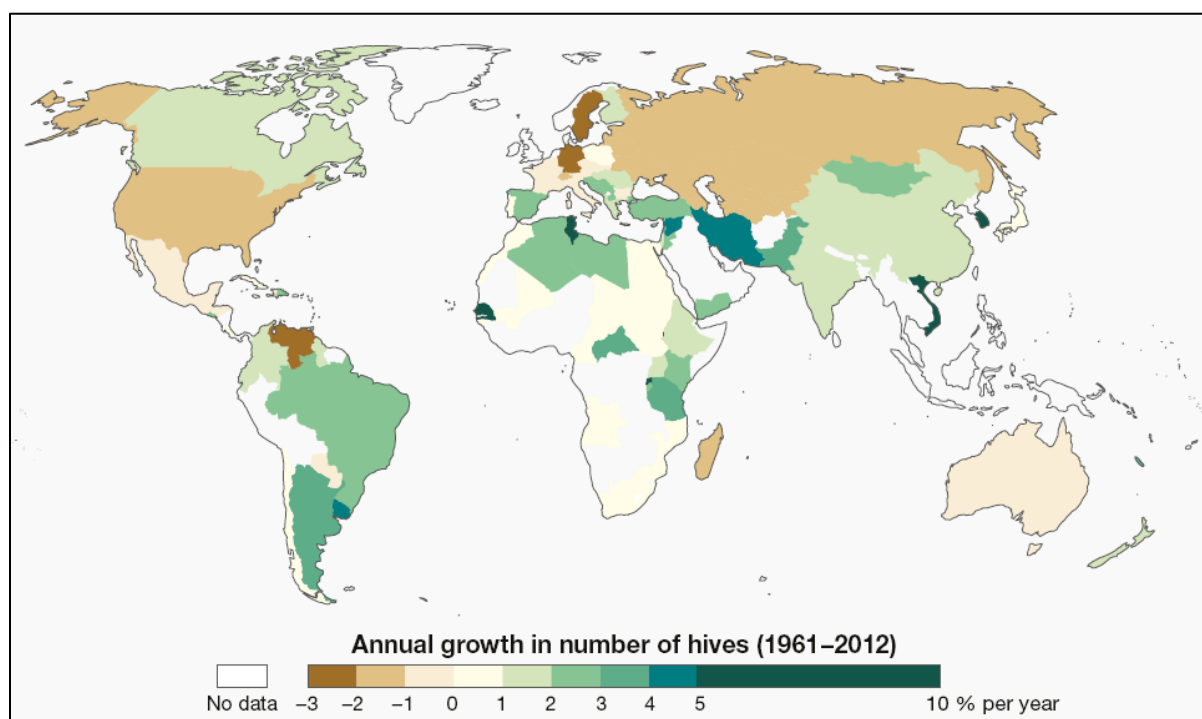 Annual growth in number of hives (1961–2012)
No data –3 –2 –1 0 1 2 3 4 5 10 % per year